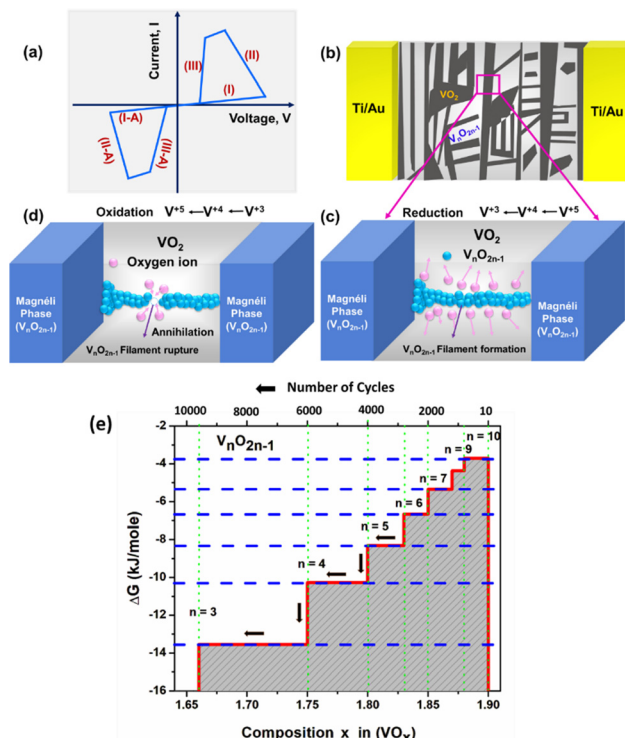 (a)
Current, I
(III)
(II)
(I)
(I-A)
Voltage, V
(II-A)
(III-A)
(b)
Ti/Au
VO₂
VₙO₂ₙ₋₁
Ti/Au
(d)
Oxidation V⁺⁵ ← V⁺⁴ ← V⁺³
VO₂
Oxygen ion
Magnéli
Phase
(VₙO₂ₙ₋₁)
Magnéli
Phase
(VₙO₂ₙ₋₁)
Annihilation
VₙO₂ₙ₋₁ Filament rupture
(c)
Reduction V⁺³ ← V⁺⁴ ← V⁺⁵
VO₂
VₙO₂ₙ₋₁
Magnéli
Phase
(VₙO₂ₙ₋₁)
Magnéli
Phase
(VₙO₂ₙ₋₁)
VₙO₂ₙ₋₁ Filament formation
(e)
Number of Cycles
10000 8000 6000 4000 2000 10
VₙO₂ₙ₋₁
n = 10
n = 9
n = 7
n = 6
n = 5
n = 4
n = 3
ΔG (kJ/mole)
-2
-4
-6
-8
-10
-12
-14
-16
1.65 1.70 1.75 1.80 1.85 1.90
Composition x in (VOₓ)